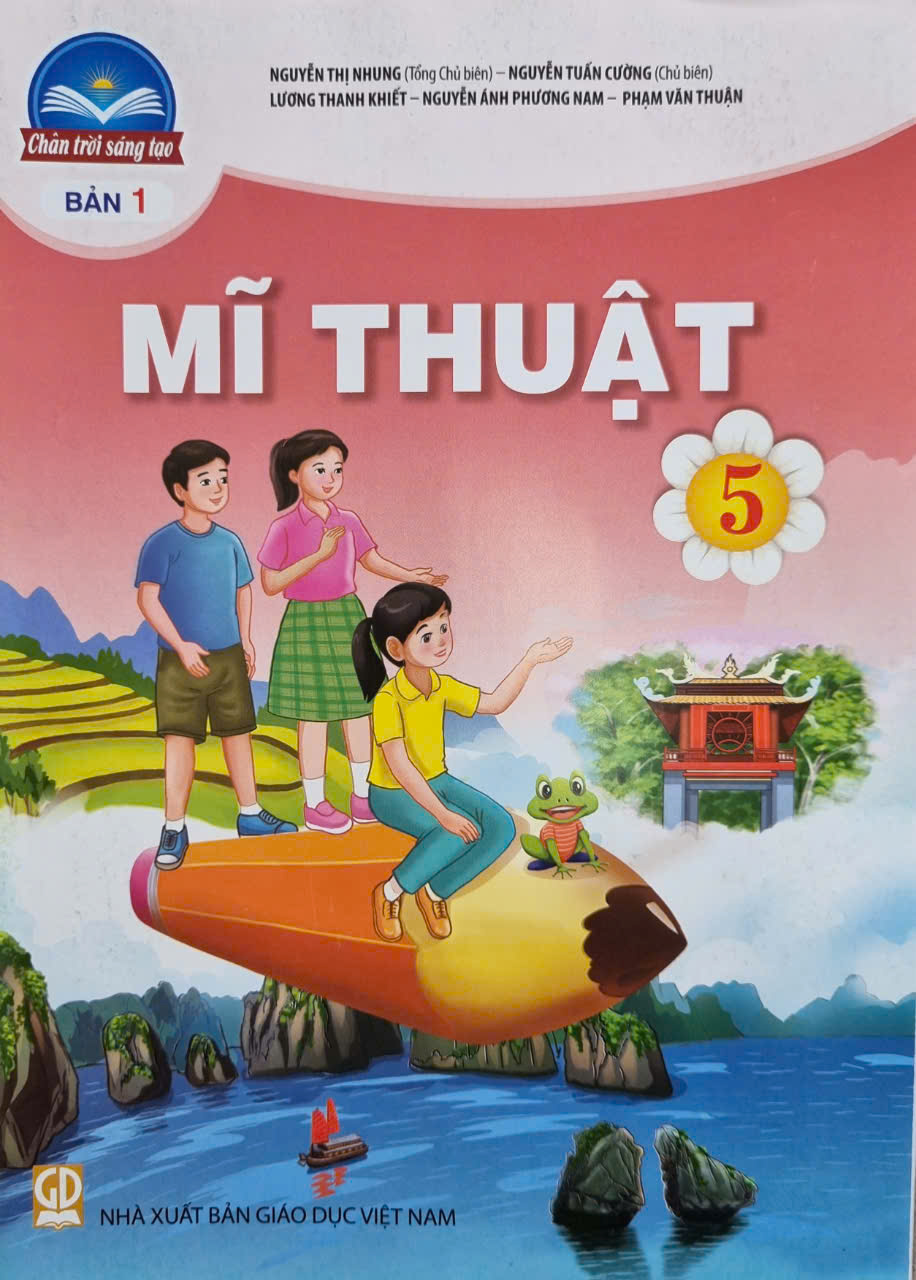 NGUYỄN THỊ NHUNG (Tổng Chủ biên) – NGUYỄN TUẤN CƯỜNG (Chủ biên)
LƯƠNG THANH KHIẾT – NGUYỄN ÁNH PHƯƠNG NAM – PHẠM VĂN THUẬN
Chân trời sáng tạo
BẢN 1
MĨ THUẬT
5
GD
NHÀ XUẤT BẢN GIÁO DỤC VIỆT NAM